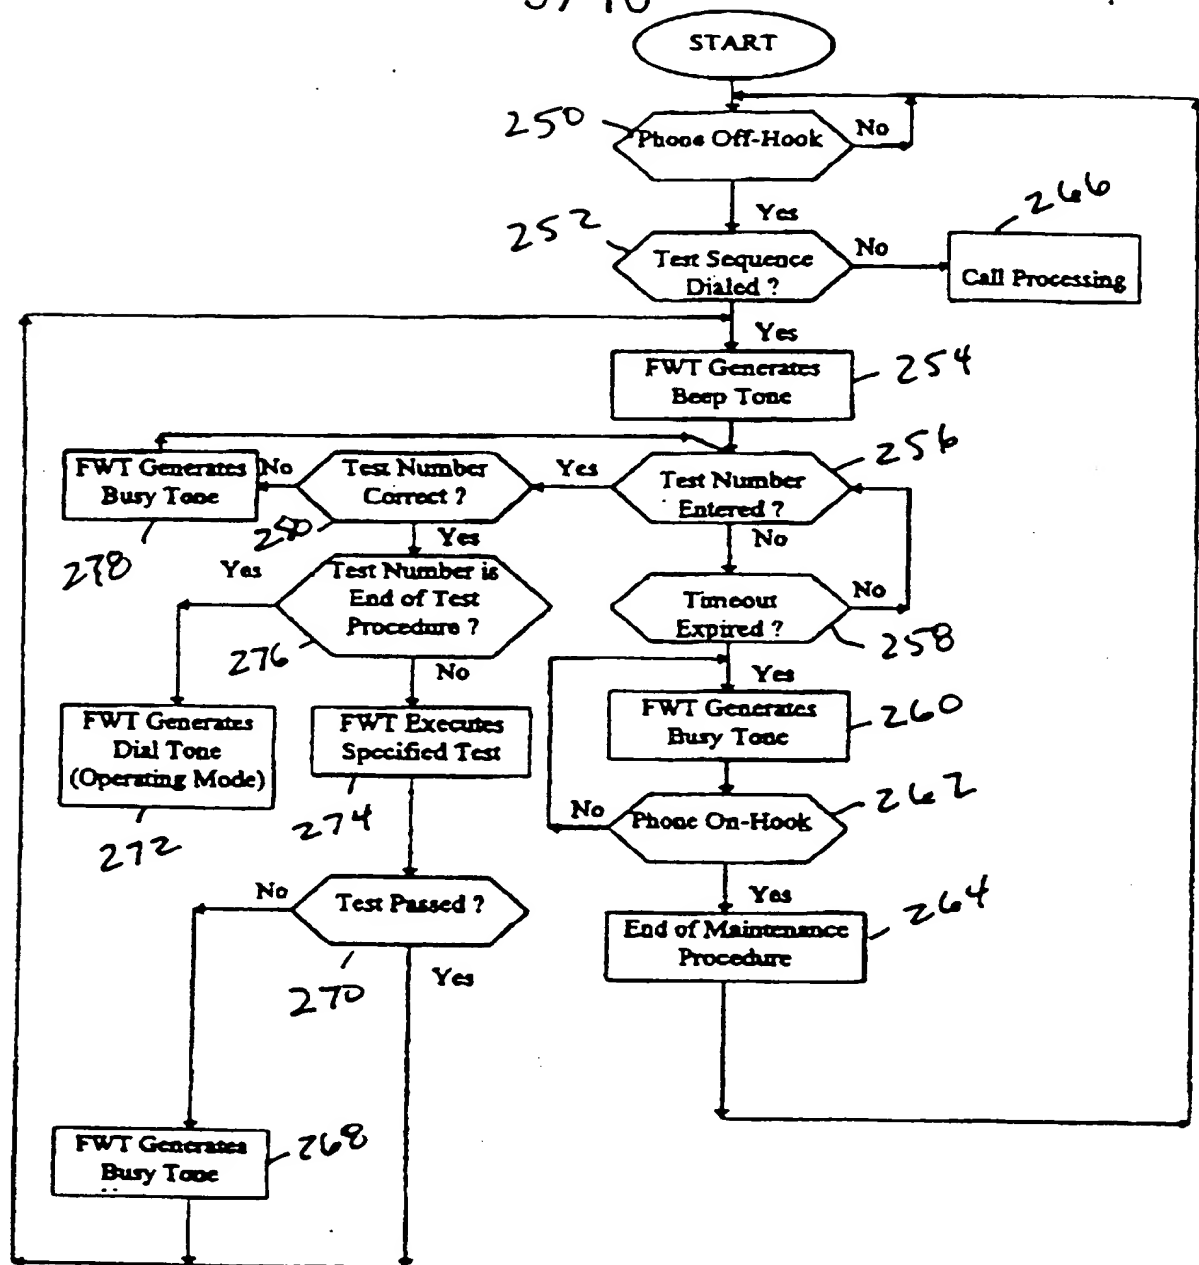 START
250
Phone Off-Hook
No
Yes
252
Test Sequence
Dialed ?
No
266
Call Processing
Yes
FWT Generates
Beep Tone
254
FWT Generates
Busy Tone
278
No
Test Number
Correct ?
280
Yes
Test Number
Entered ?
256
Yes
No
Yes
Test Number is
End of Test
Procedure ?
276
No
Timeout
Expired ?
258
No
Yes
FWT Generates
Dial Tone
(Operating Mode)
272
FWT Executes
Specified Test
274
FWT Generates
Busy Tone
260
No
Phone On-Hook
262
Yes
No
Test Passed ?
270
Yes
End of Maintenance
Procedure
264
FWT Generates
Busy Tone
268